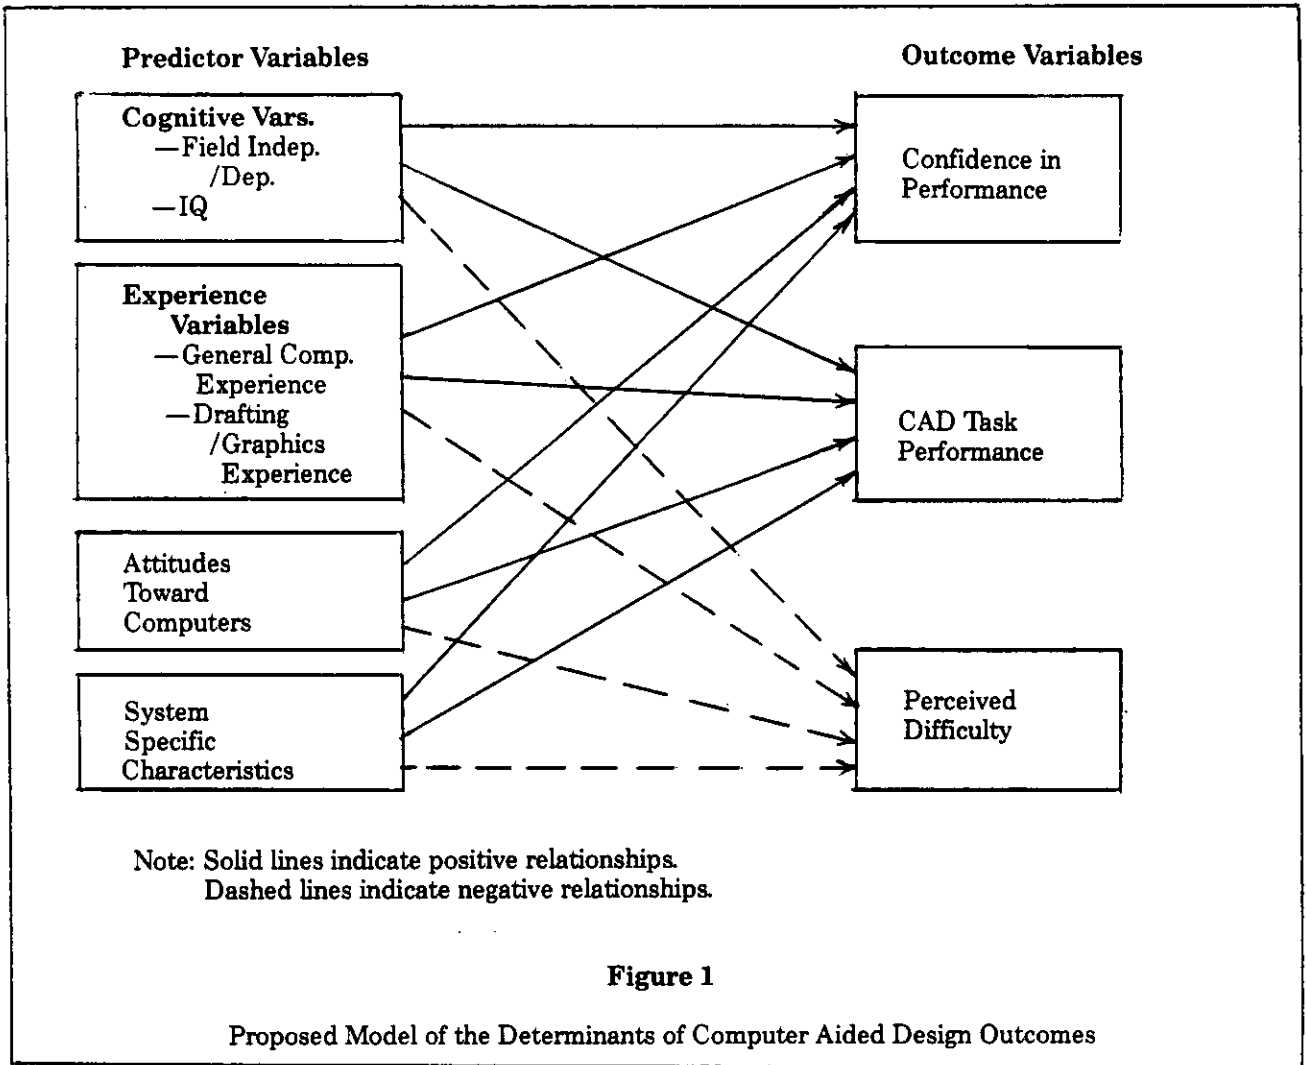 Predictor Variables
Outcome Variables
Cognitive Vars.
—Field Indep.
/Dep.
—IQ
Experience
Variables
—General Comp.
Experience
—Drafting
/Graphics
Experience
Attitudes
Toward
Computers
System
Specific
Characteristics
Confidence in
Performance
CAD Task
Performance
Perceived
Difficulty
Note: Solid lines indicate positive relationships.
Dashed lines indicate negative relationships.
Figure 1
Proposed Model of the Determinants of Computer Aided Design Outcomes